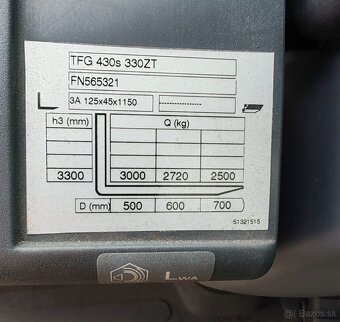 TFG 430s 330ZT
FN565321
3A 125x45x1150 --------------
h3 (mm) Q (kg)
3300 3000 2720 2500
D (mm) 500 600 700
51321515
LWA
Bazos.sk